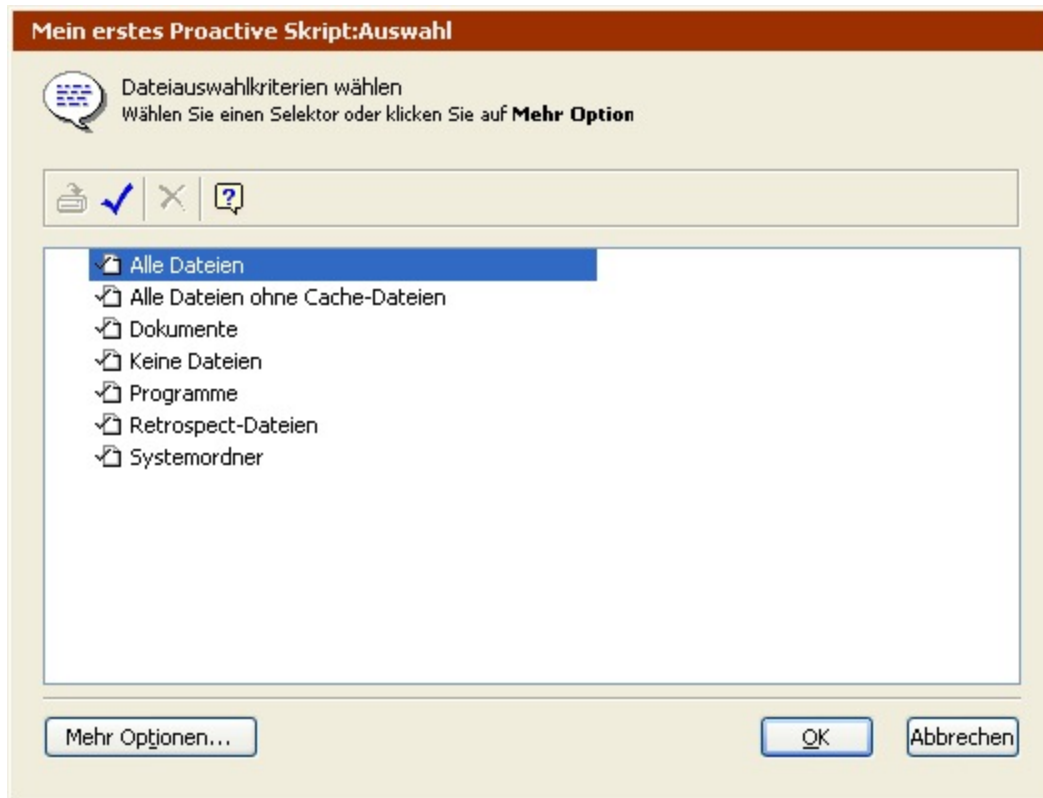 Mein erstes Proactive Skript:Auswahl
Dateiauswahlkriterien wählen
Wählen Sie einen Selektor oder klicken Sie auf Mehr Option
Alle Dateien
Alle Dateien ohne Cache-Dateien
Dokumente
Keine Dateien
Programme
Retrospect-Dateien
Systemordner
Mehr Optionen... OK Abbrechen